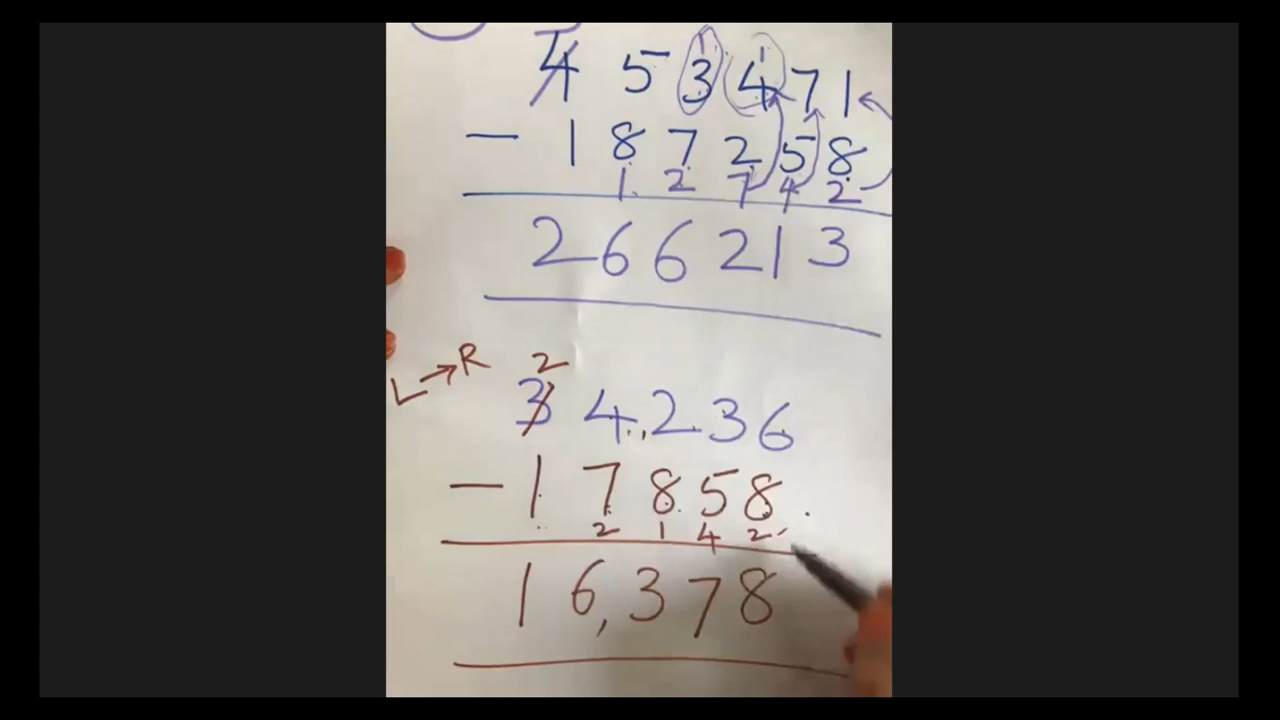 4 5 3 4 7 1
− 1 8 7 2 5 8
1 2 7 4 2
2 6 6 2 1 3
L → R
2
3 4,2 3 6
− 1 7 8 5 8
2 1 4 2
1 6,3 7 8